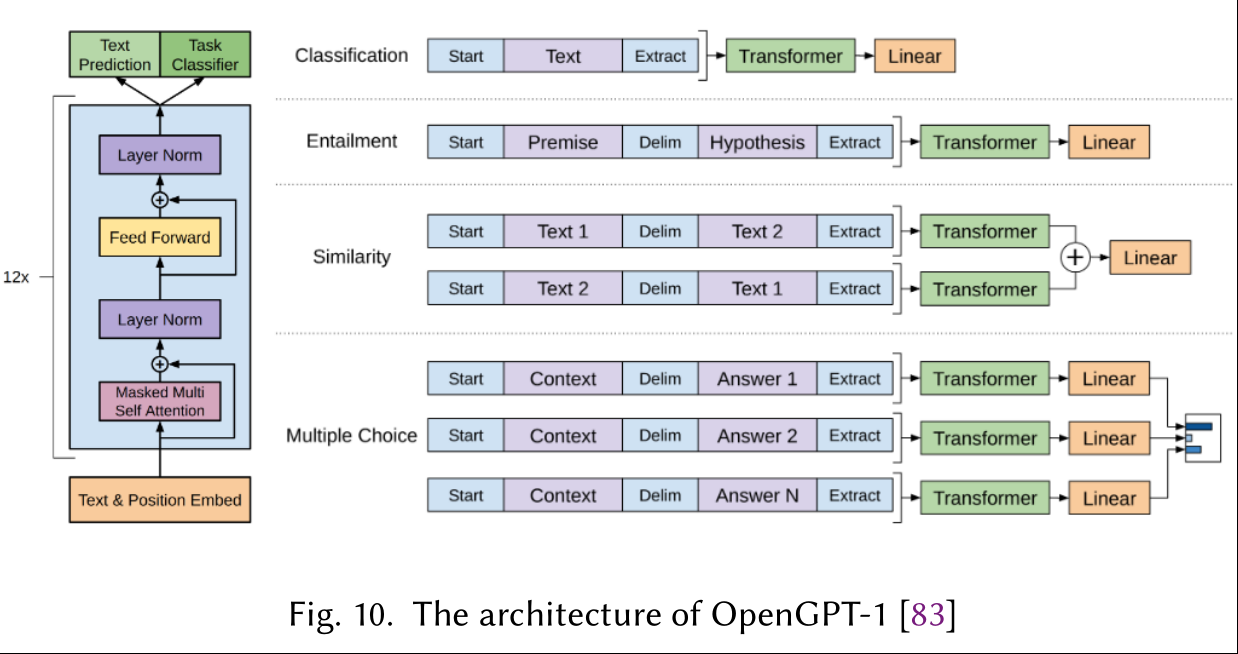 Text
Prediction
Task
Classifier
12x
Layer Norm
Feed Forward
Layer Norm
Masked Multi
Self Attention
Text & Position Embed
Classification
Start Text Extract Transformer Linear
Entailment
Start Premise Delim Hypothesis Extract Transformer Linear
Similarity
Start Text 1 Delim Text 2 Extract Transformer
Start Text 2 Delim Text 1 Extract Transformer
Linear
Multiple Choice
Start Context Delim Answer 1 Extract Transformer Linear
Start Context Delim Answer 2 Extract Transformer Linear
Start Context Delim Answer N Extract Transformer Linear
Fig. 10. The architecture of OpenGPT-1 [83]